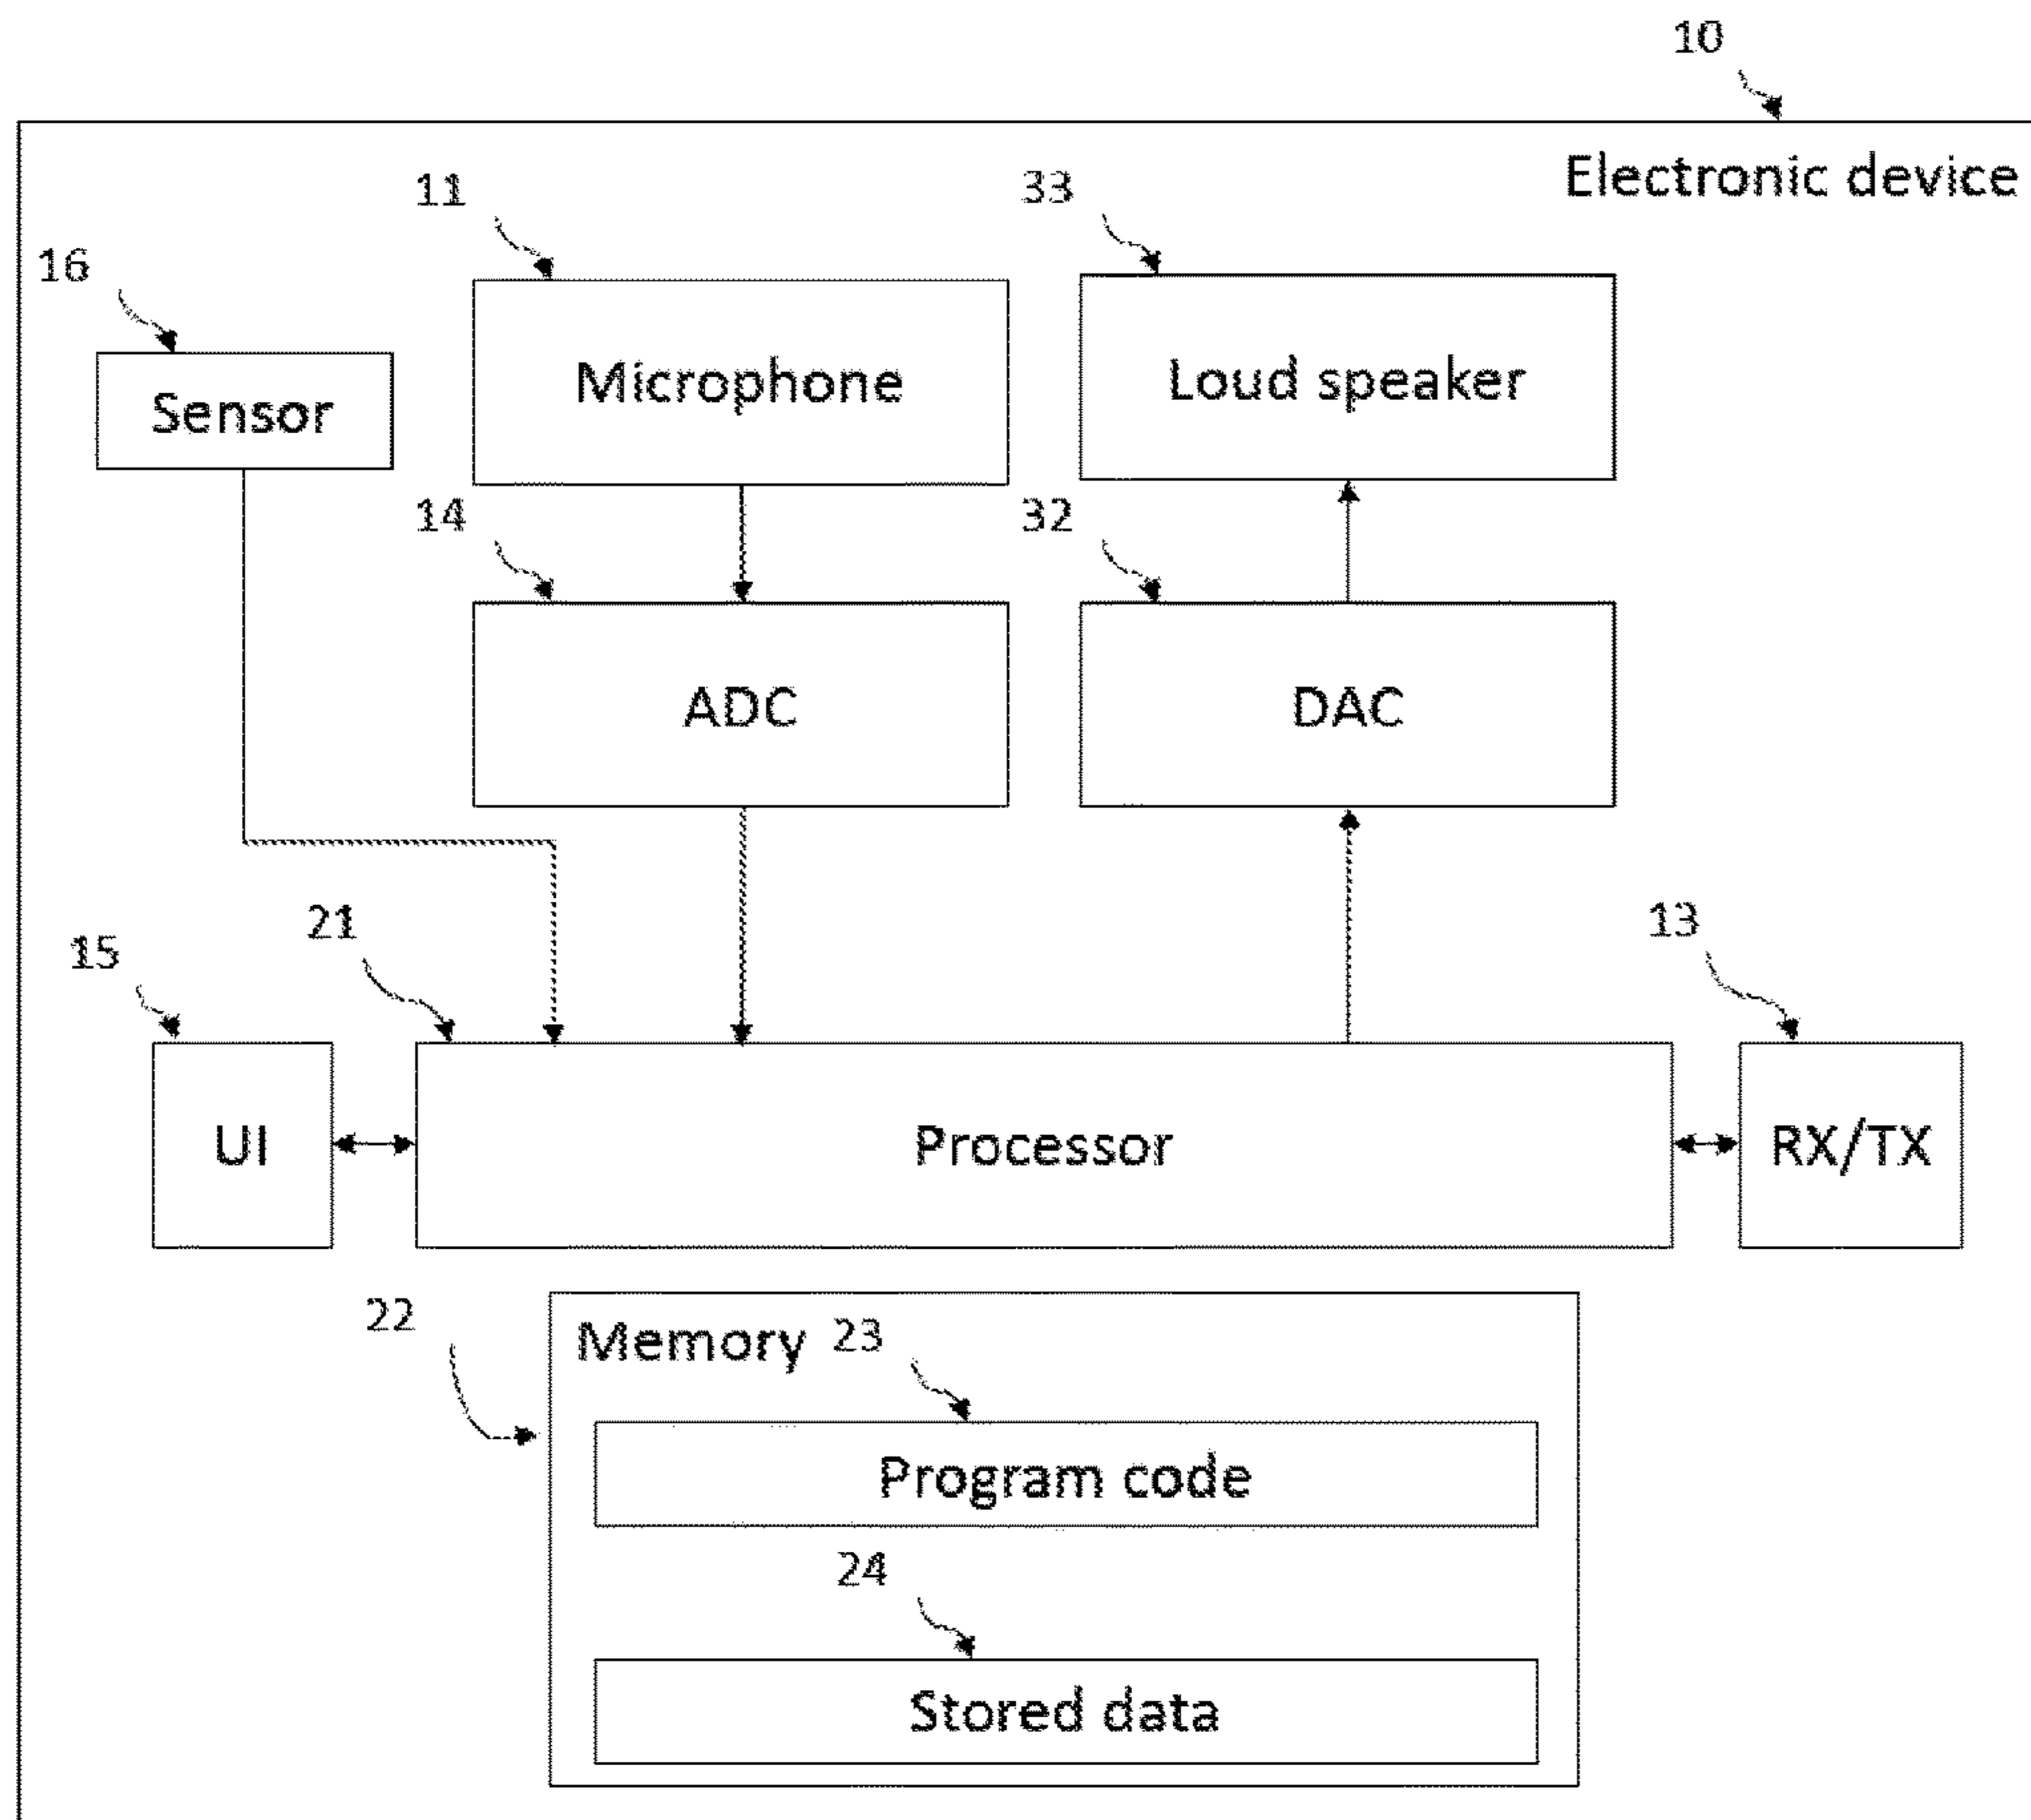 10
Electronic device
11
33
16
Microphone
Loud speaker
Sensor
14
32
ADC
DAC
21
13
15
UI
Processor
RX/TX
22
Memory
23
Program code
24
Stored data